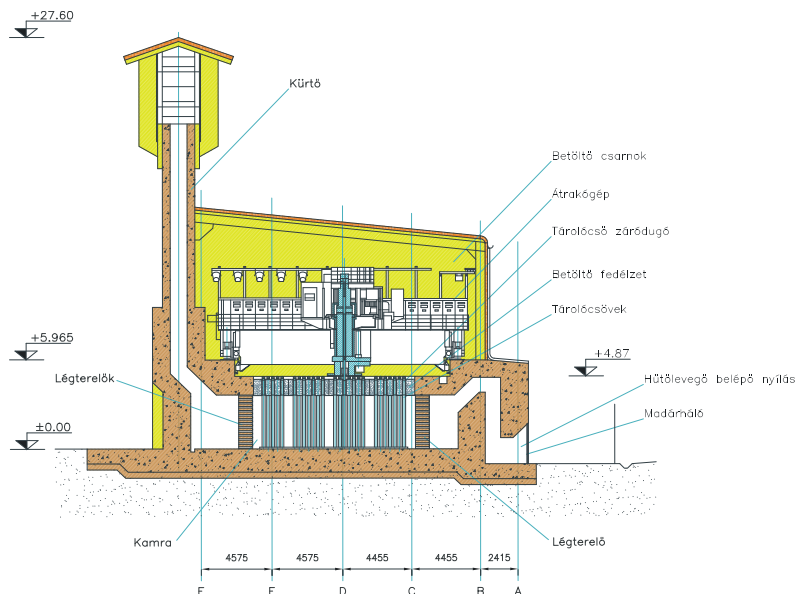 +27.60
Kürtő
Betöltő csarnok
Átrakógép
Tárolócső záródugó
Betöltő fedélzet
Tárolócsövek
+5.965
+4.87
Légterelők
Hűtőlevegő belépő nyílás
Madárháló
±0.00
Kamra
Légterelő
4575 4575 4455 4455 2415
F E D C B A